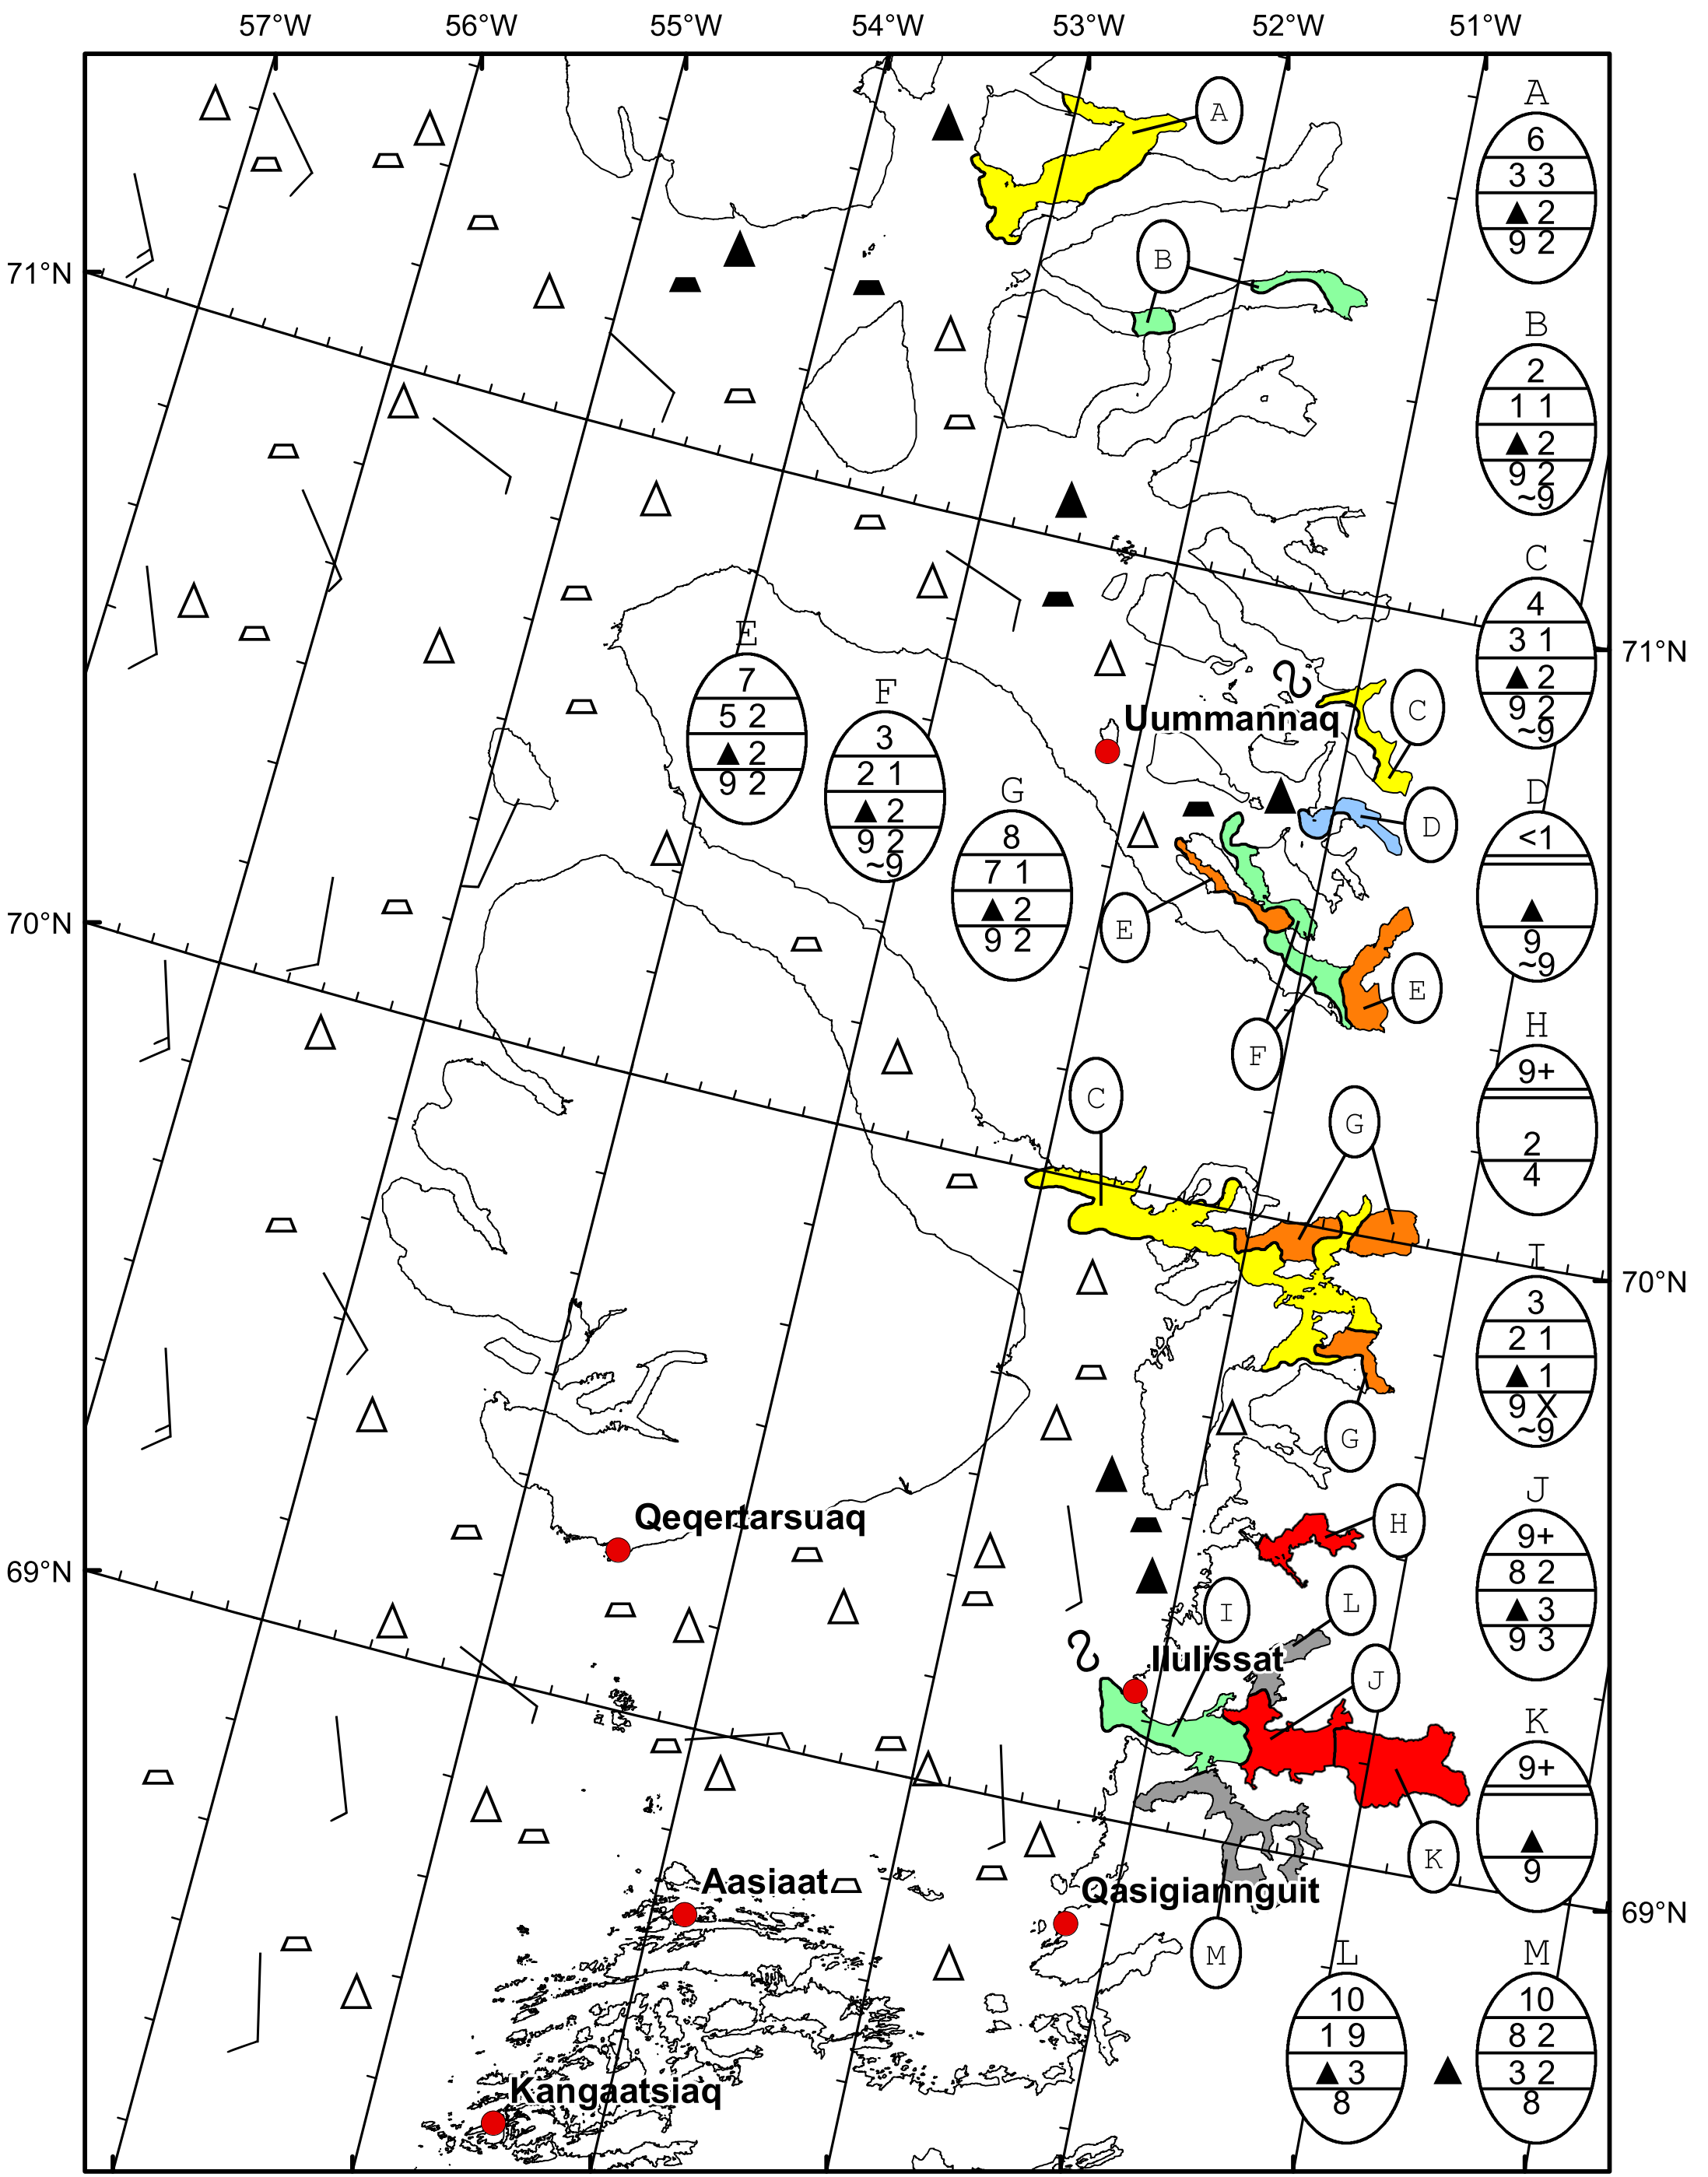 57°W 56°W 55°W 54°W 53°W 52°W 51°W
A
A
6
3 3
▲ 2
9 2
B
71°N
B
2
1 1
▲ 2
9 2
~9
C
4
3 1
▲ 2
9 2
~9
71°N
E
7
5 2
▲ 2
9 2
F
3
2 1
▲ 2
9 2
~9
G
8
7 1
▲ 2
9 2
Uummannaq
C
D
D
<1
▲
9
~9
70°N
E
E
F
H
9+
2
4
C
G
70°N
I
3
2 1
▲ 1
9 X
~9
G
J
9+
8 2
▲ 3
9 3
Qeqertarsuaq
H
69°N
I
L
Ilulissat
J
K
9+
▲
9
K
Aasiaat
Qasigiannguit
69°N
M
L
10
1 9
▲ 3
8
M
10
8 2
▲ 3 2
8
Kangaatsiaq